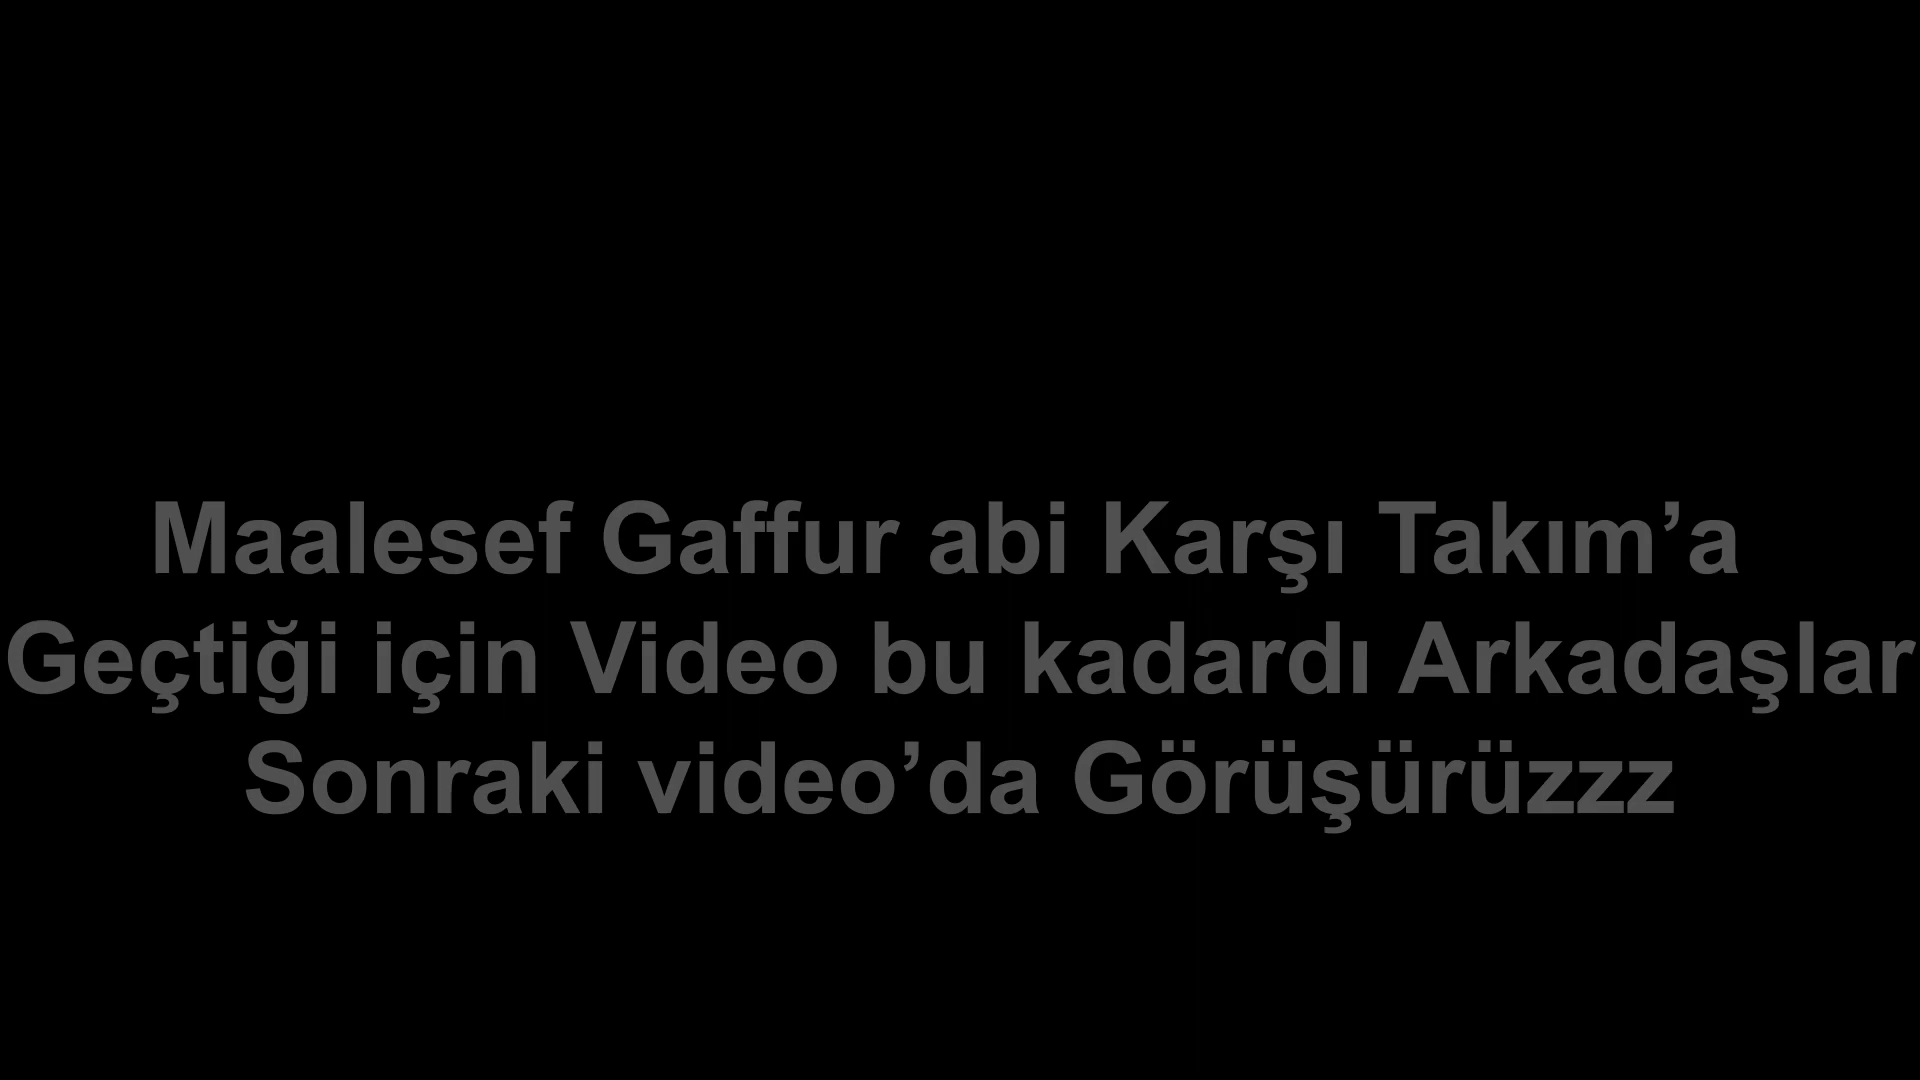 Maalesef Gaffur abi Karşı Takım’a
Geçtiği için Video bu kadardı Arkadaşlar
Sonraki video’da Görüşürüzzz